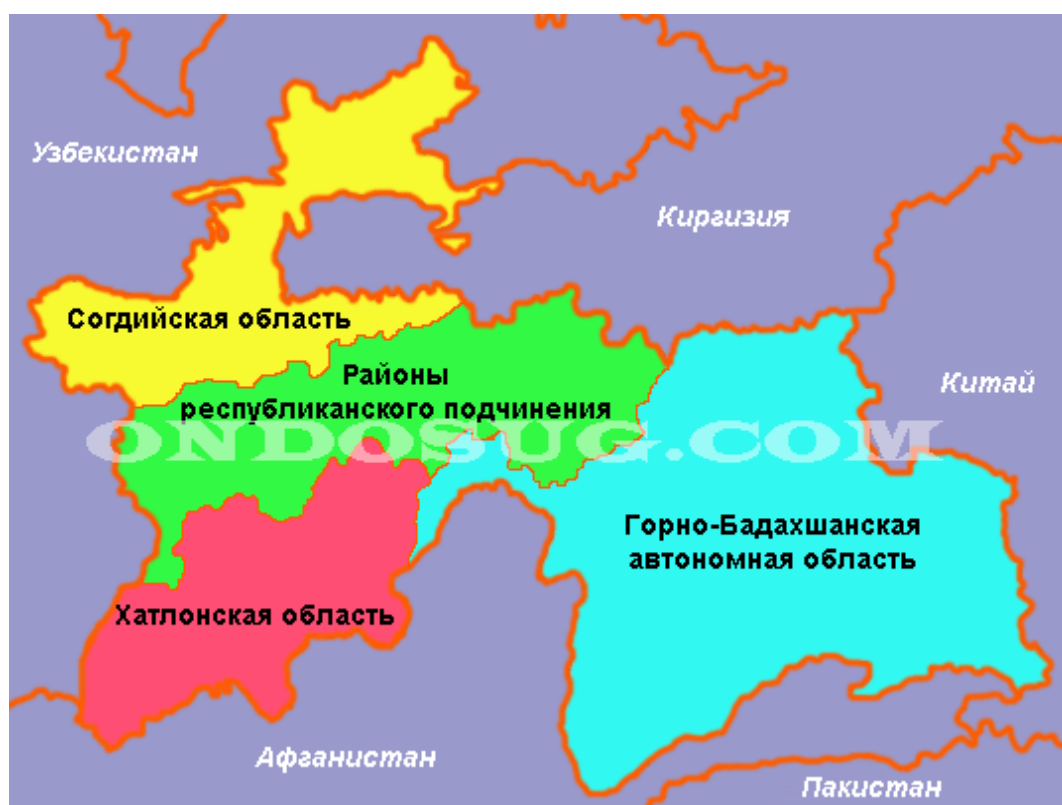 Узбекистан
Киргизия
Согдийская область
Районы
республиканского подчинения
Китай
ONDOSUG.COM
Горно-Бадахшанская
автономная область
Хатлонская область
Афганистан
Пакистан